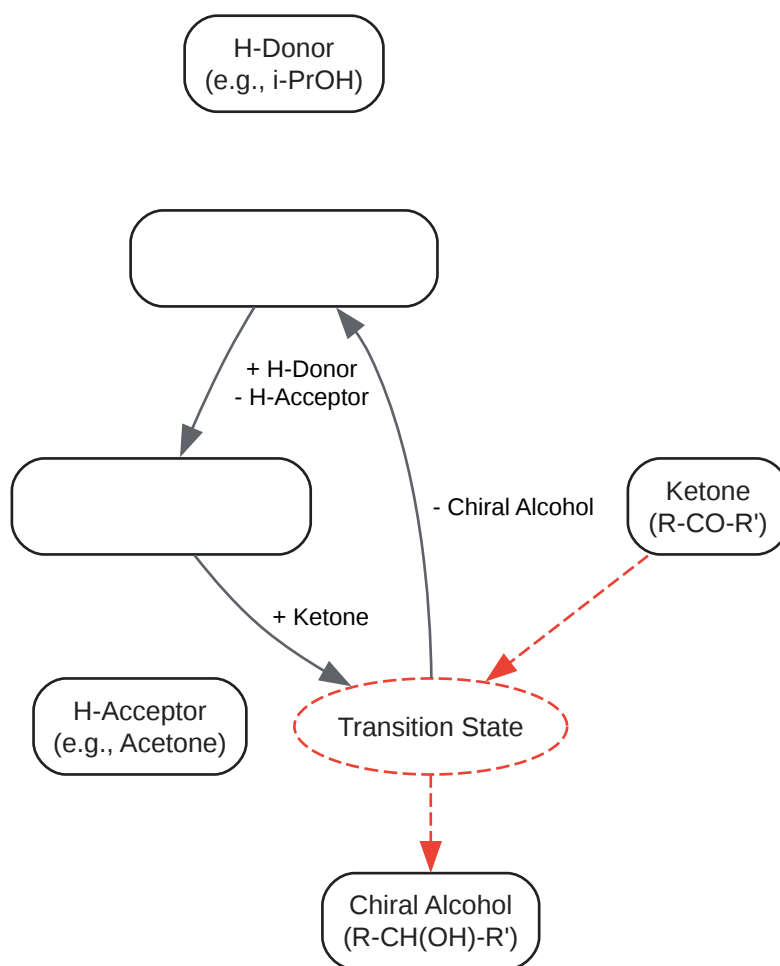 H-Donor
(e.g., i-PrOH)
+ H-Donor
- H-Acceptor
- Chiral Alcohol
Ketone
(R-CO-R')
+ Ketone
H-Acceptor
(e.g., Acetone)
Transition State
Chiral Alcohol
(R-CH(OH)-R')